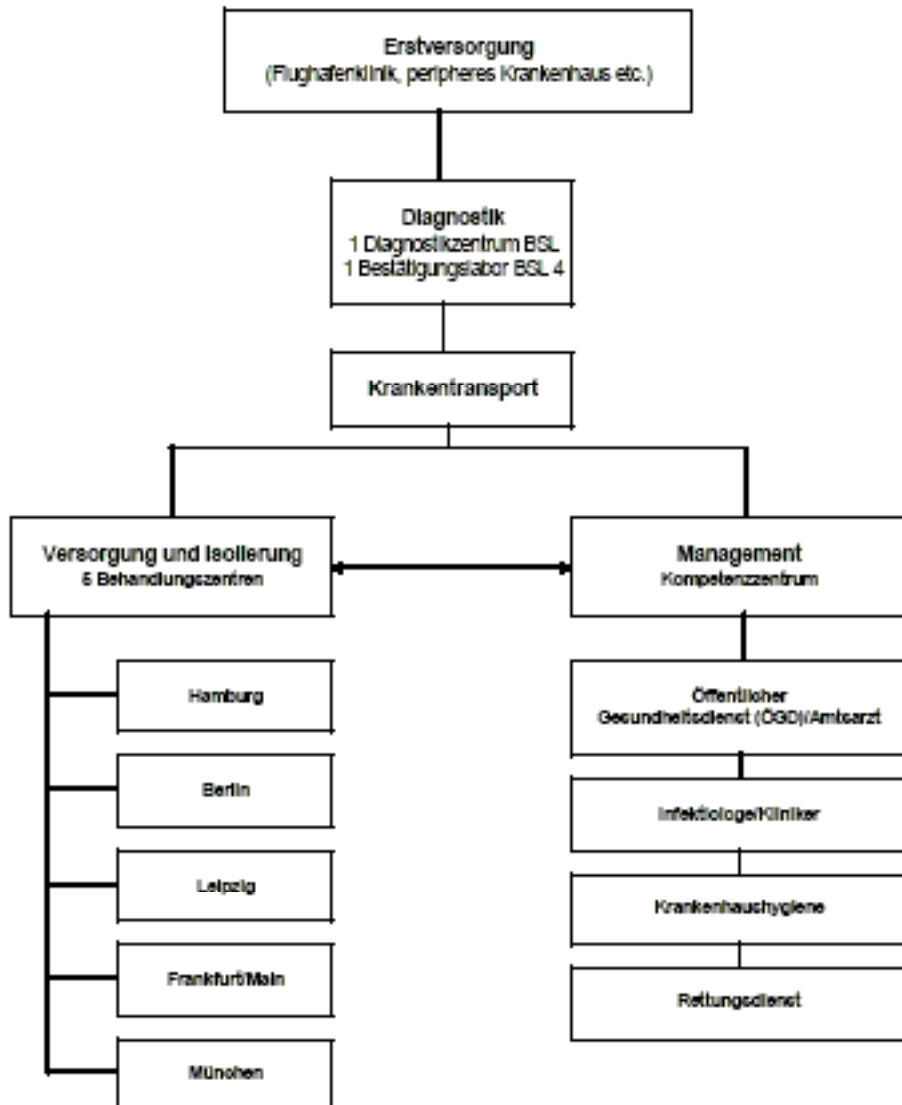 Erstversorgung
(Flughafenklinik, peripheres Krankenhaus etc.)
Diagnostik
1 Diagnostikzentrum BSL
1 Bestätigungslabor BSL 4
Krankentransport
Versorgung und Isolierung
5 Behandlungszentren
Management
Kompetenzzentrum
Hamburg
Berlin
Leipzig
Frankfurt/Main
München
Öffentlicher
Gesundheitsdienst (ÖGD)/Amtsarzt
Infektiologe/Kliniker
Krankenhaushygiene
Rettungsdienst